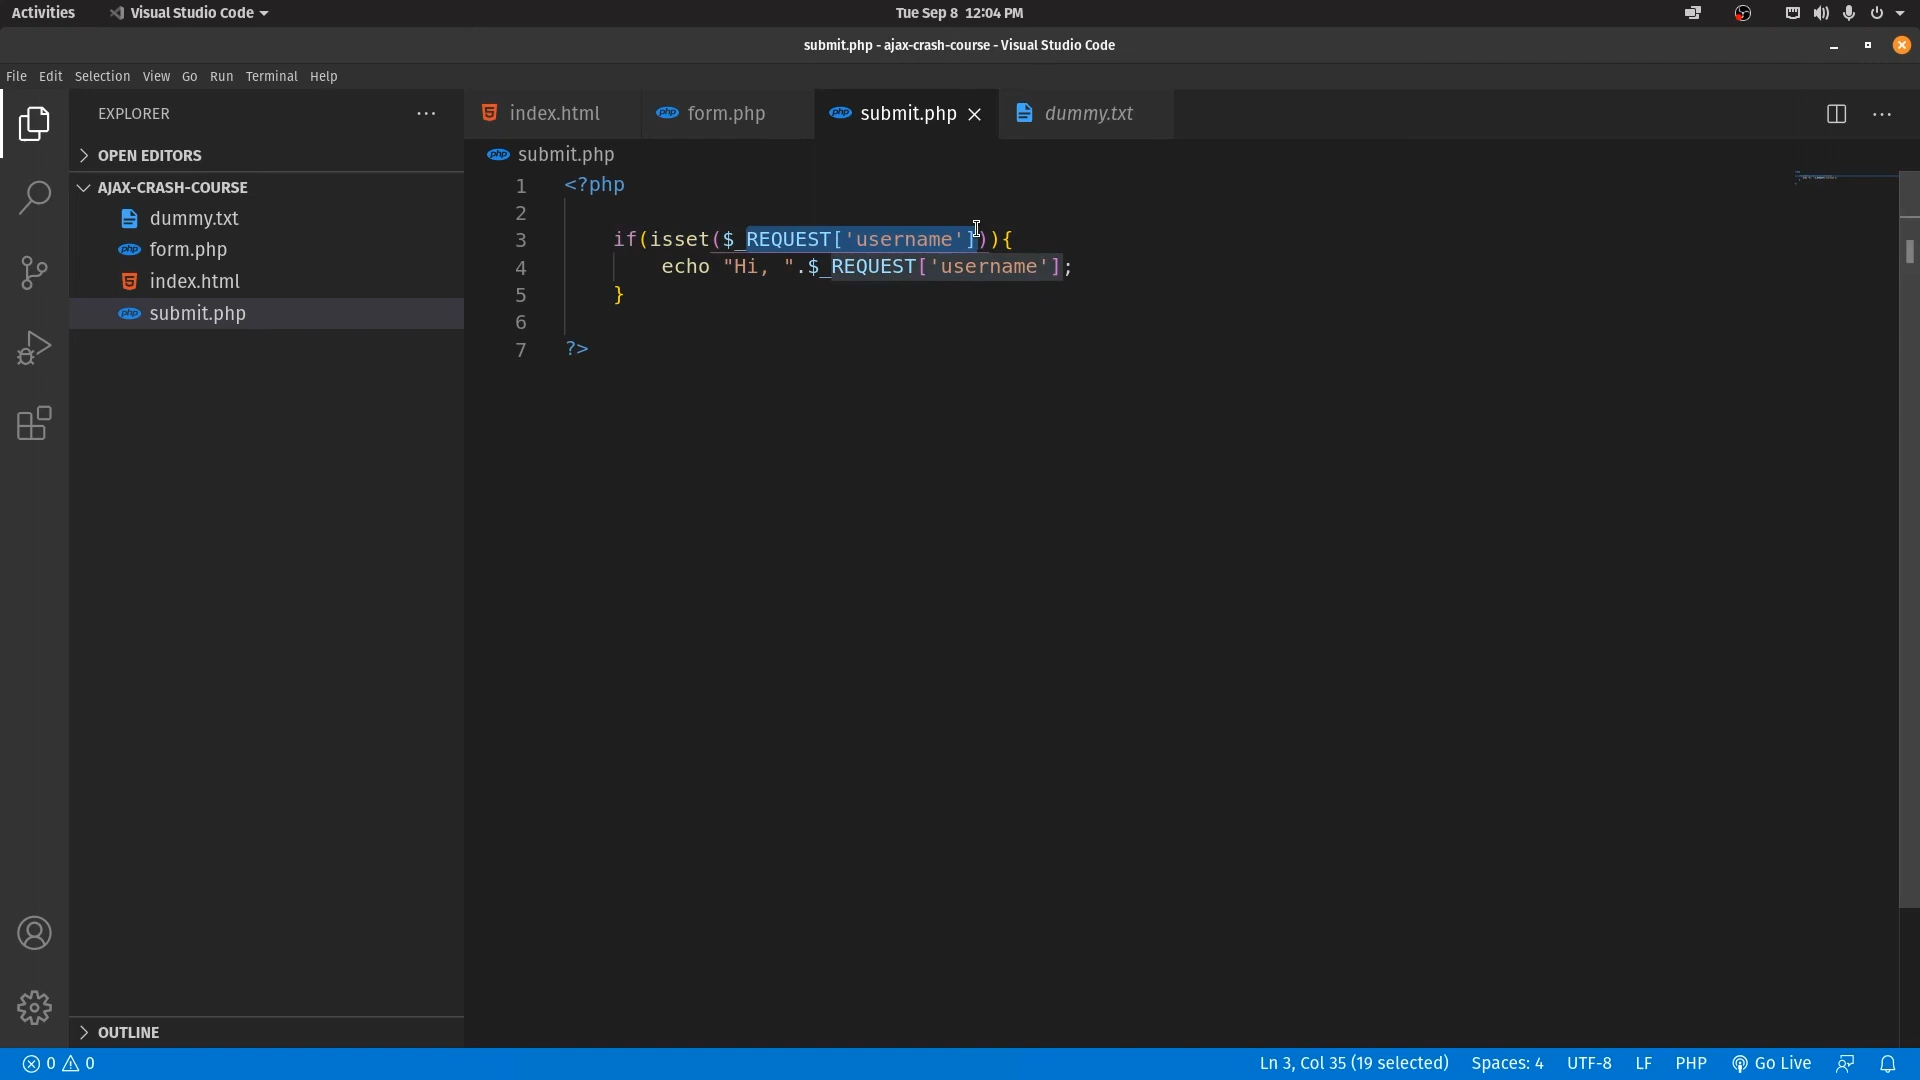 Activities Visual Studio Code Tue Sep 8 12:04 PM
submit.php - ajax-crash-course - Visual Studio Code
File Edit Selection View Go Run Terminal Help
EXPLORER
index.html form.php submit.php dummy.txt
OPEN EDITORS
submit.php
AJAX-CRASH-COURSE
dummy.txt
form.php
index.html
submit.php
1 <?php
2
3 if(isset($_REQUEST['username'])){
4 echo "Hi, ".$_REQUEST['username'];
5 }
6
7 ?>
OUTLINE
0 0 Ln 3, Col 35 (19 selected) Spaces: 4 UTF-8 LF PHP Go Live